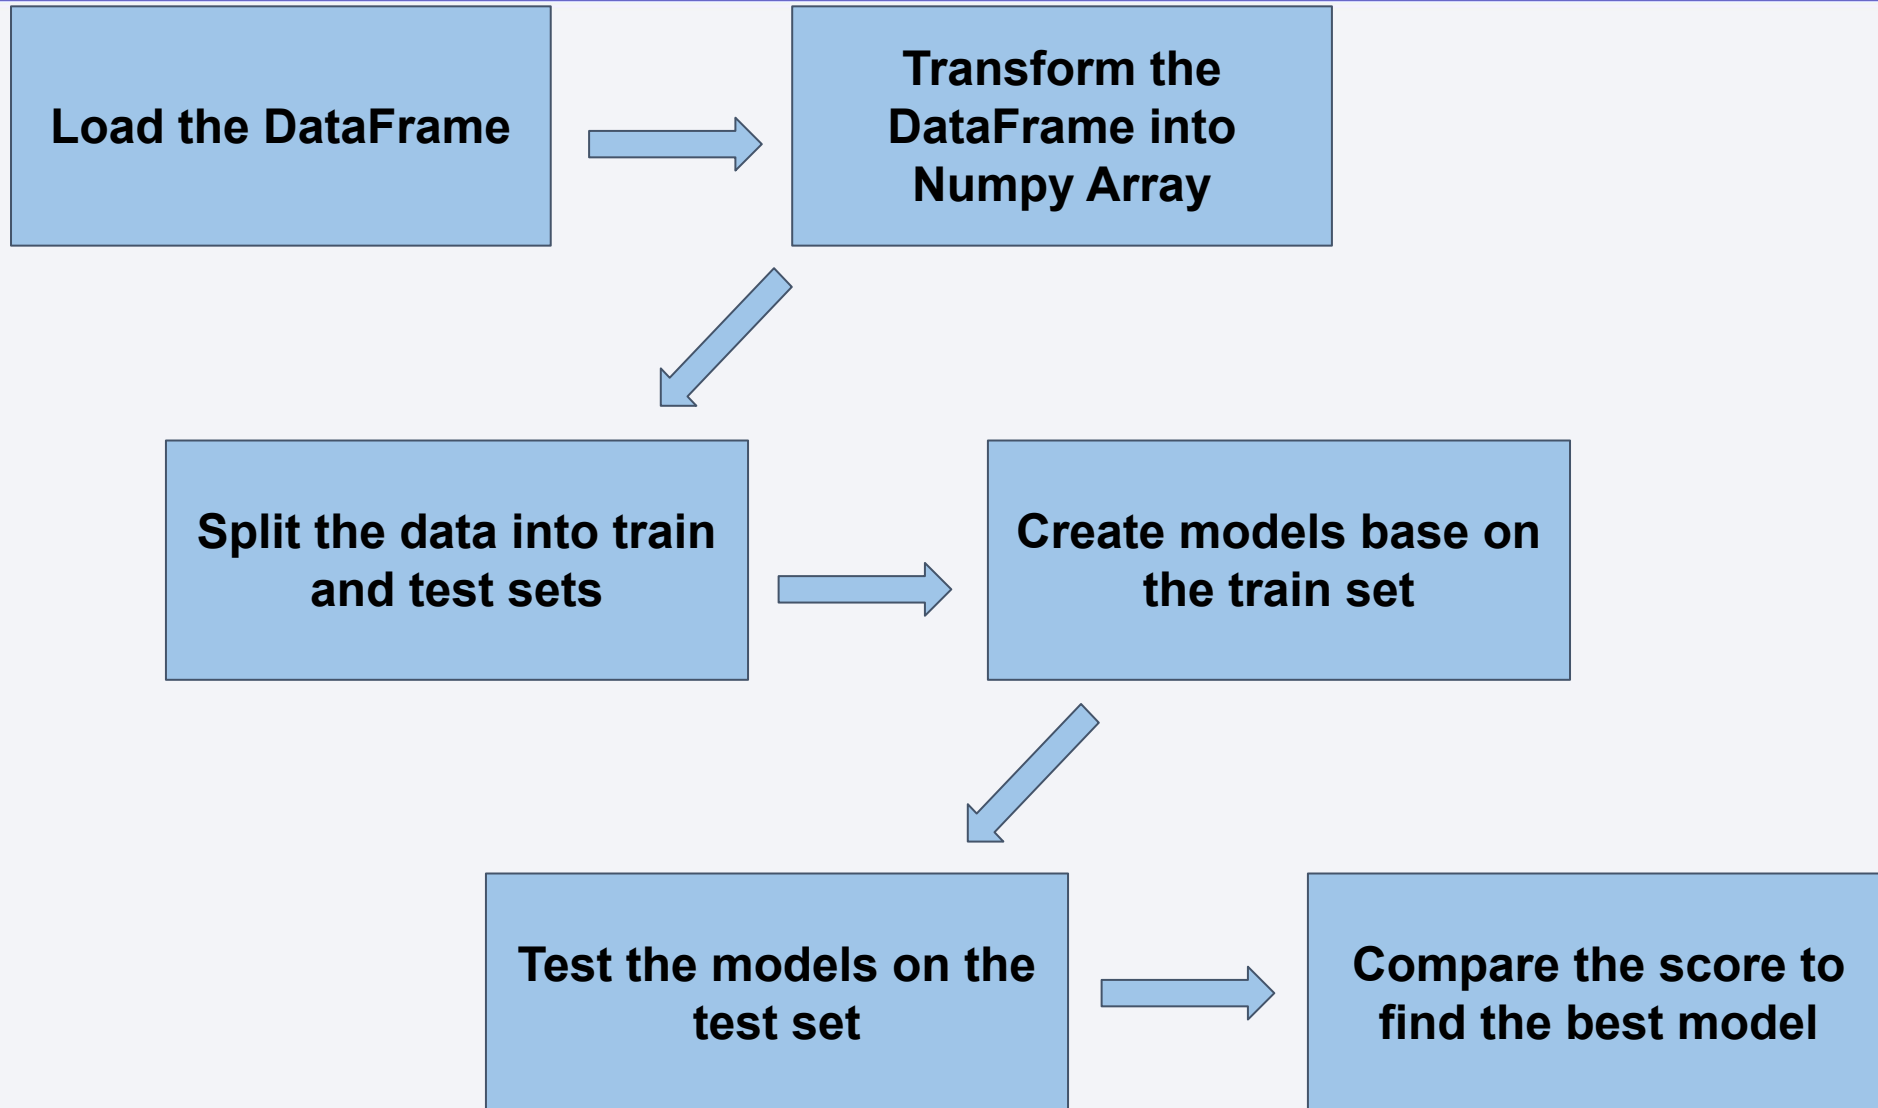 Load the DataFrame
Transform the
DataFrame into
Numpy Array
Split the data into train
and test sets
Create models base on
the train set
Test the models on the
test set
Compare the score to
find the best model